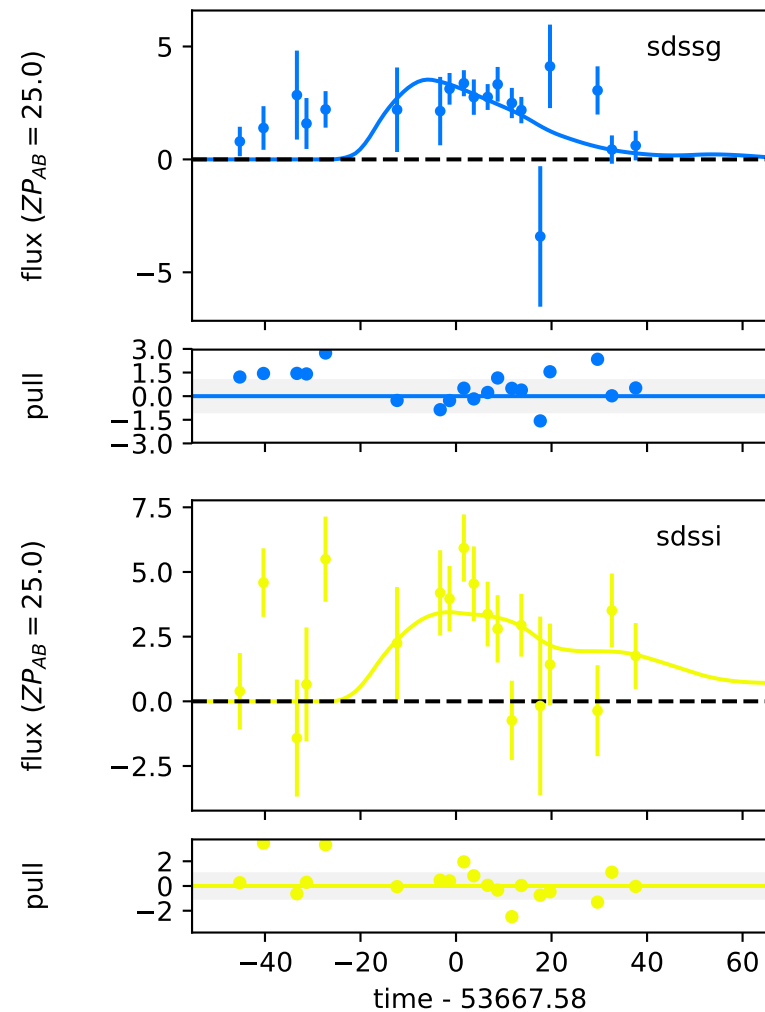 sdssg
flux (ZP_AB = 25.0)
5
0
−5
pull
3.0
1.5
0.0
−1.5
−3.0
sdssi
flux (ZP_AB = 25.0)
7.5
5.0
2.5
0.0
−2.5
pull
2
0
−2
−40 −20 0 20 40 60
time - 53667.58